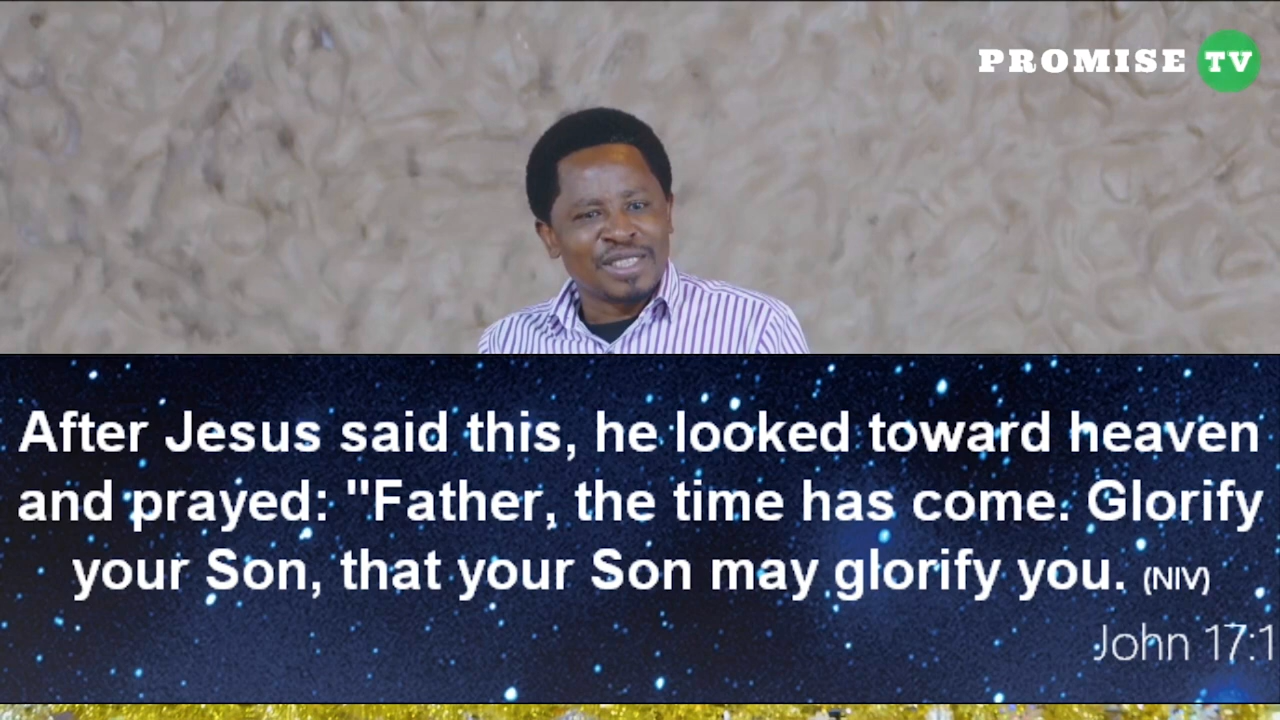 PROMISE TV
After Jesus said this, he looked toward heaven
and prayed: "Father, the time has come. Glorify
your Son, that your Son may glorify you. (NIV)
John 17:1